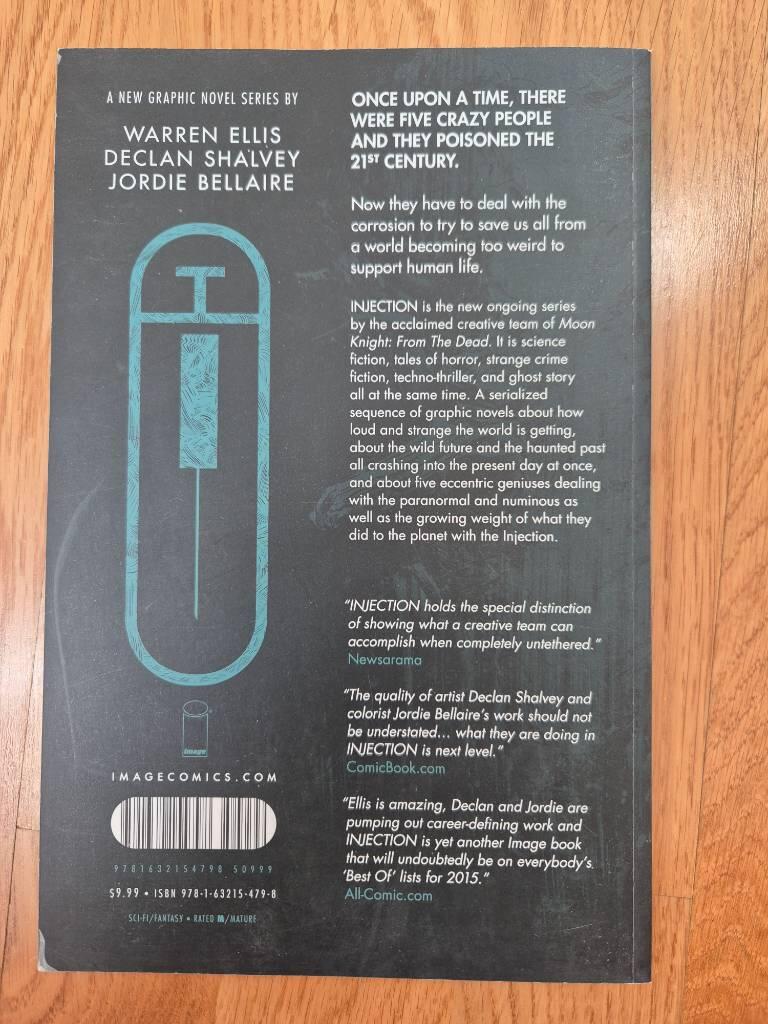 A NEW GRAPHIC NOVEL SERIES BY
WARREN ELLIS
DECLAN SHALVEY
JORDIE BELLAIRE
image
IMAGECOMICS.COM
9781632154798 50999
$9.99 • ISBN 978-1-63215-479-8
SCI-FI/FANTASY • RATED M/MATURE
ONCE UPON A TIME, THERE
WERE FIVE CRAZY PEOPLE
AND THEY POISONED THE
21ST CENTURY.
Now they have to deal with the
corrosion to try to save us all from
a world becoming too weird to
support human life.
INJECTION is the new ongoing series
by the acclaimed creative team of Moon
Knight: From The Dead. It is science
fiction, tales of horror, strange crime
fiction, techno-thriller, and ghost story
all at the same time. A serialized
sequence of graphic novels about how
loud and strange the world is getting,
about the wild future and the haunted past
all crashing into the present day at once,
and about five eccentric geniuses dealing
with the paranormal and numinous as
well as the growing weight of what they
did to the planet with the Injection.
“INJECTION holds the special distinction
of showing what a creative team can
accomplish when completely untethered.”
Newsarama
“The quality of artist Declan Shalvey and
colorist Jordie Bellaire’s work should not
be understated... what they are doing in
INJECTION is next level.”
ComicBook.com
“Ellis is amazing, Declan and Jordie are
pumping out career-defining work and
INJECTION is yet another Image book
that will undoubtedly be on everybody’s
‘Best Of’ lists for 2015.”
All-Comic.com